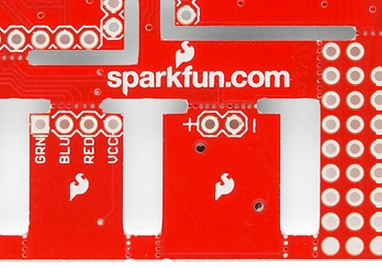 sparkfun.com
+ -
GRN
BLU
RED
VCC